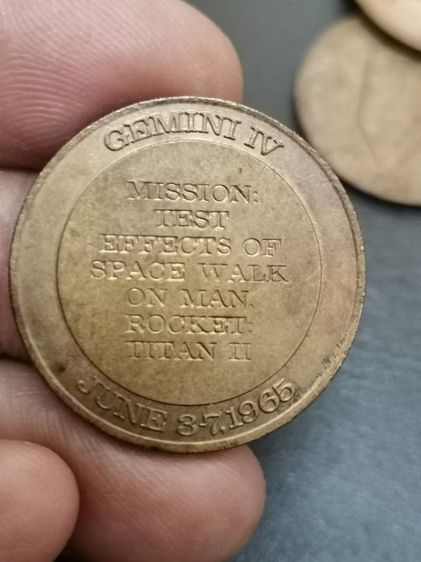 GEMINI IV
MISSION:
TEST
EFFECTS OF
SPACE WALK
ON MAN.
ROCKET:
TITAN II
JUNE 3-7, 1965